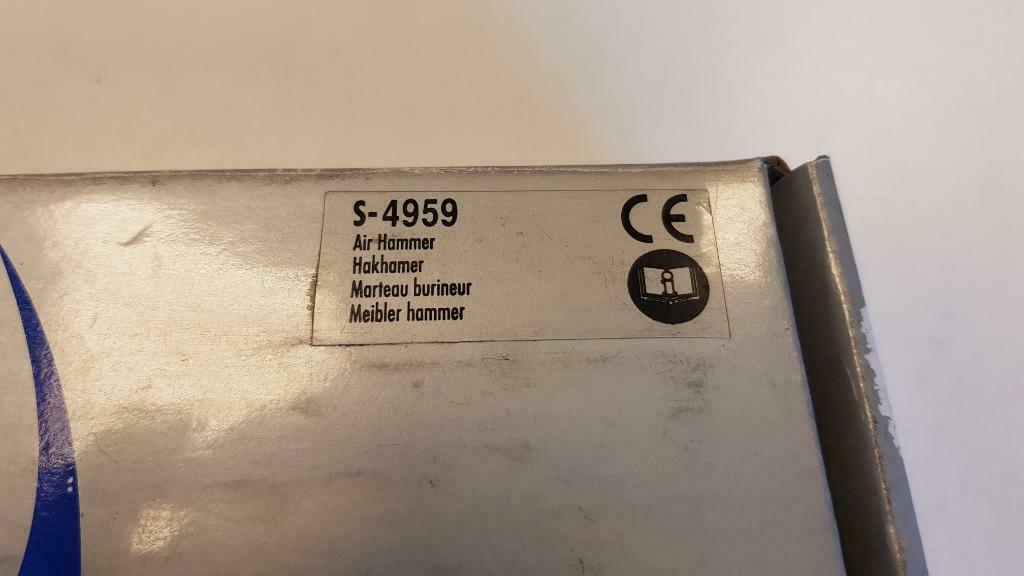 S-4959
CE
Air Hammer
Hakhamer
Marteau burineur
Meibler hammer